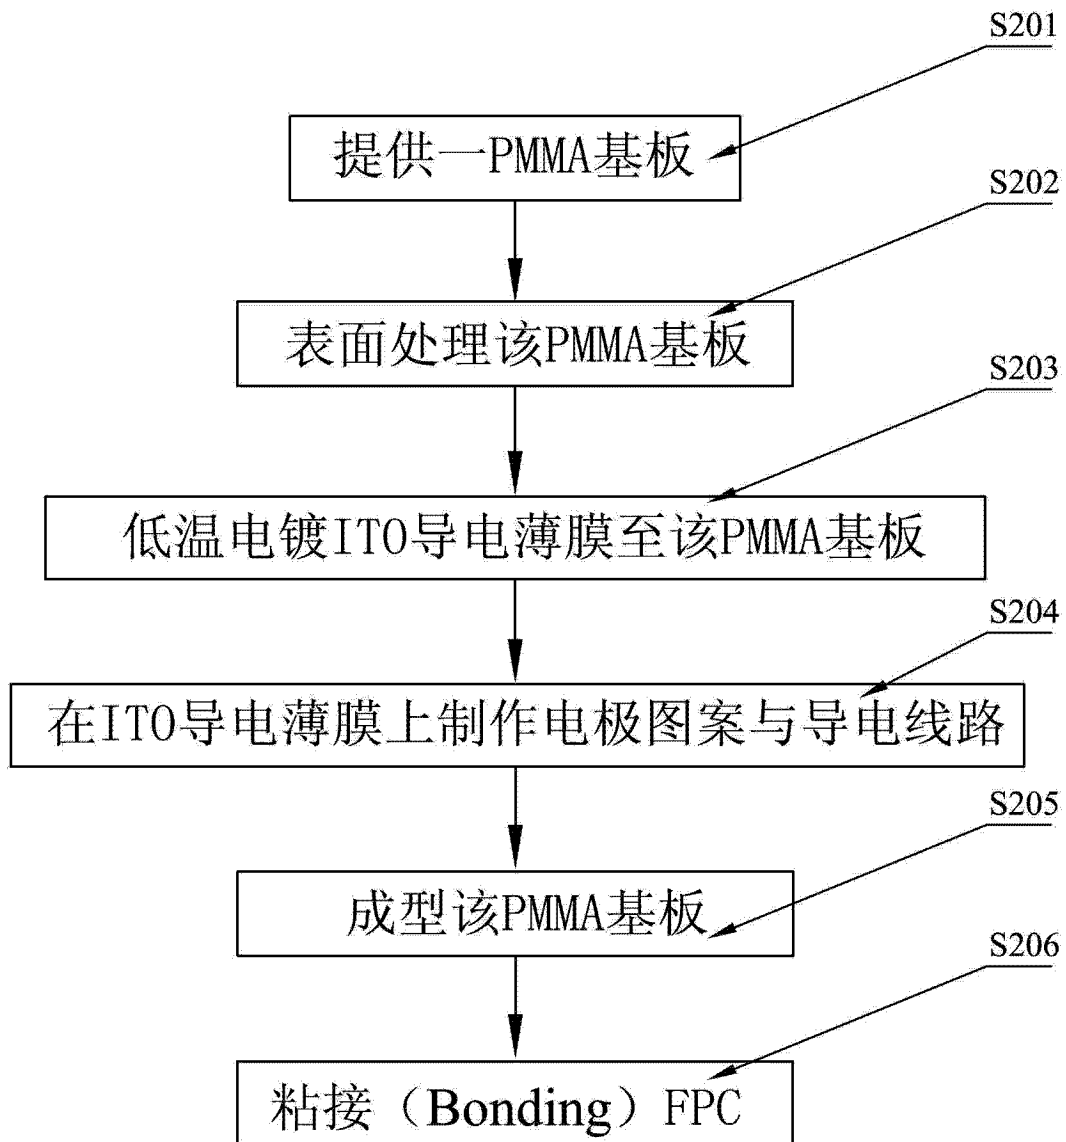 S201
提供一PMMA基板
S202
表面处理该PMMA基板
S203
低温电镀ITO导电薄膜至该PMMA基板
S204
在ITO导电薄膜上制作电极图案与导电线路
S205
成型该PMMA基板
S206
粘接（Bonding）FPC